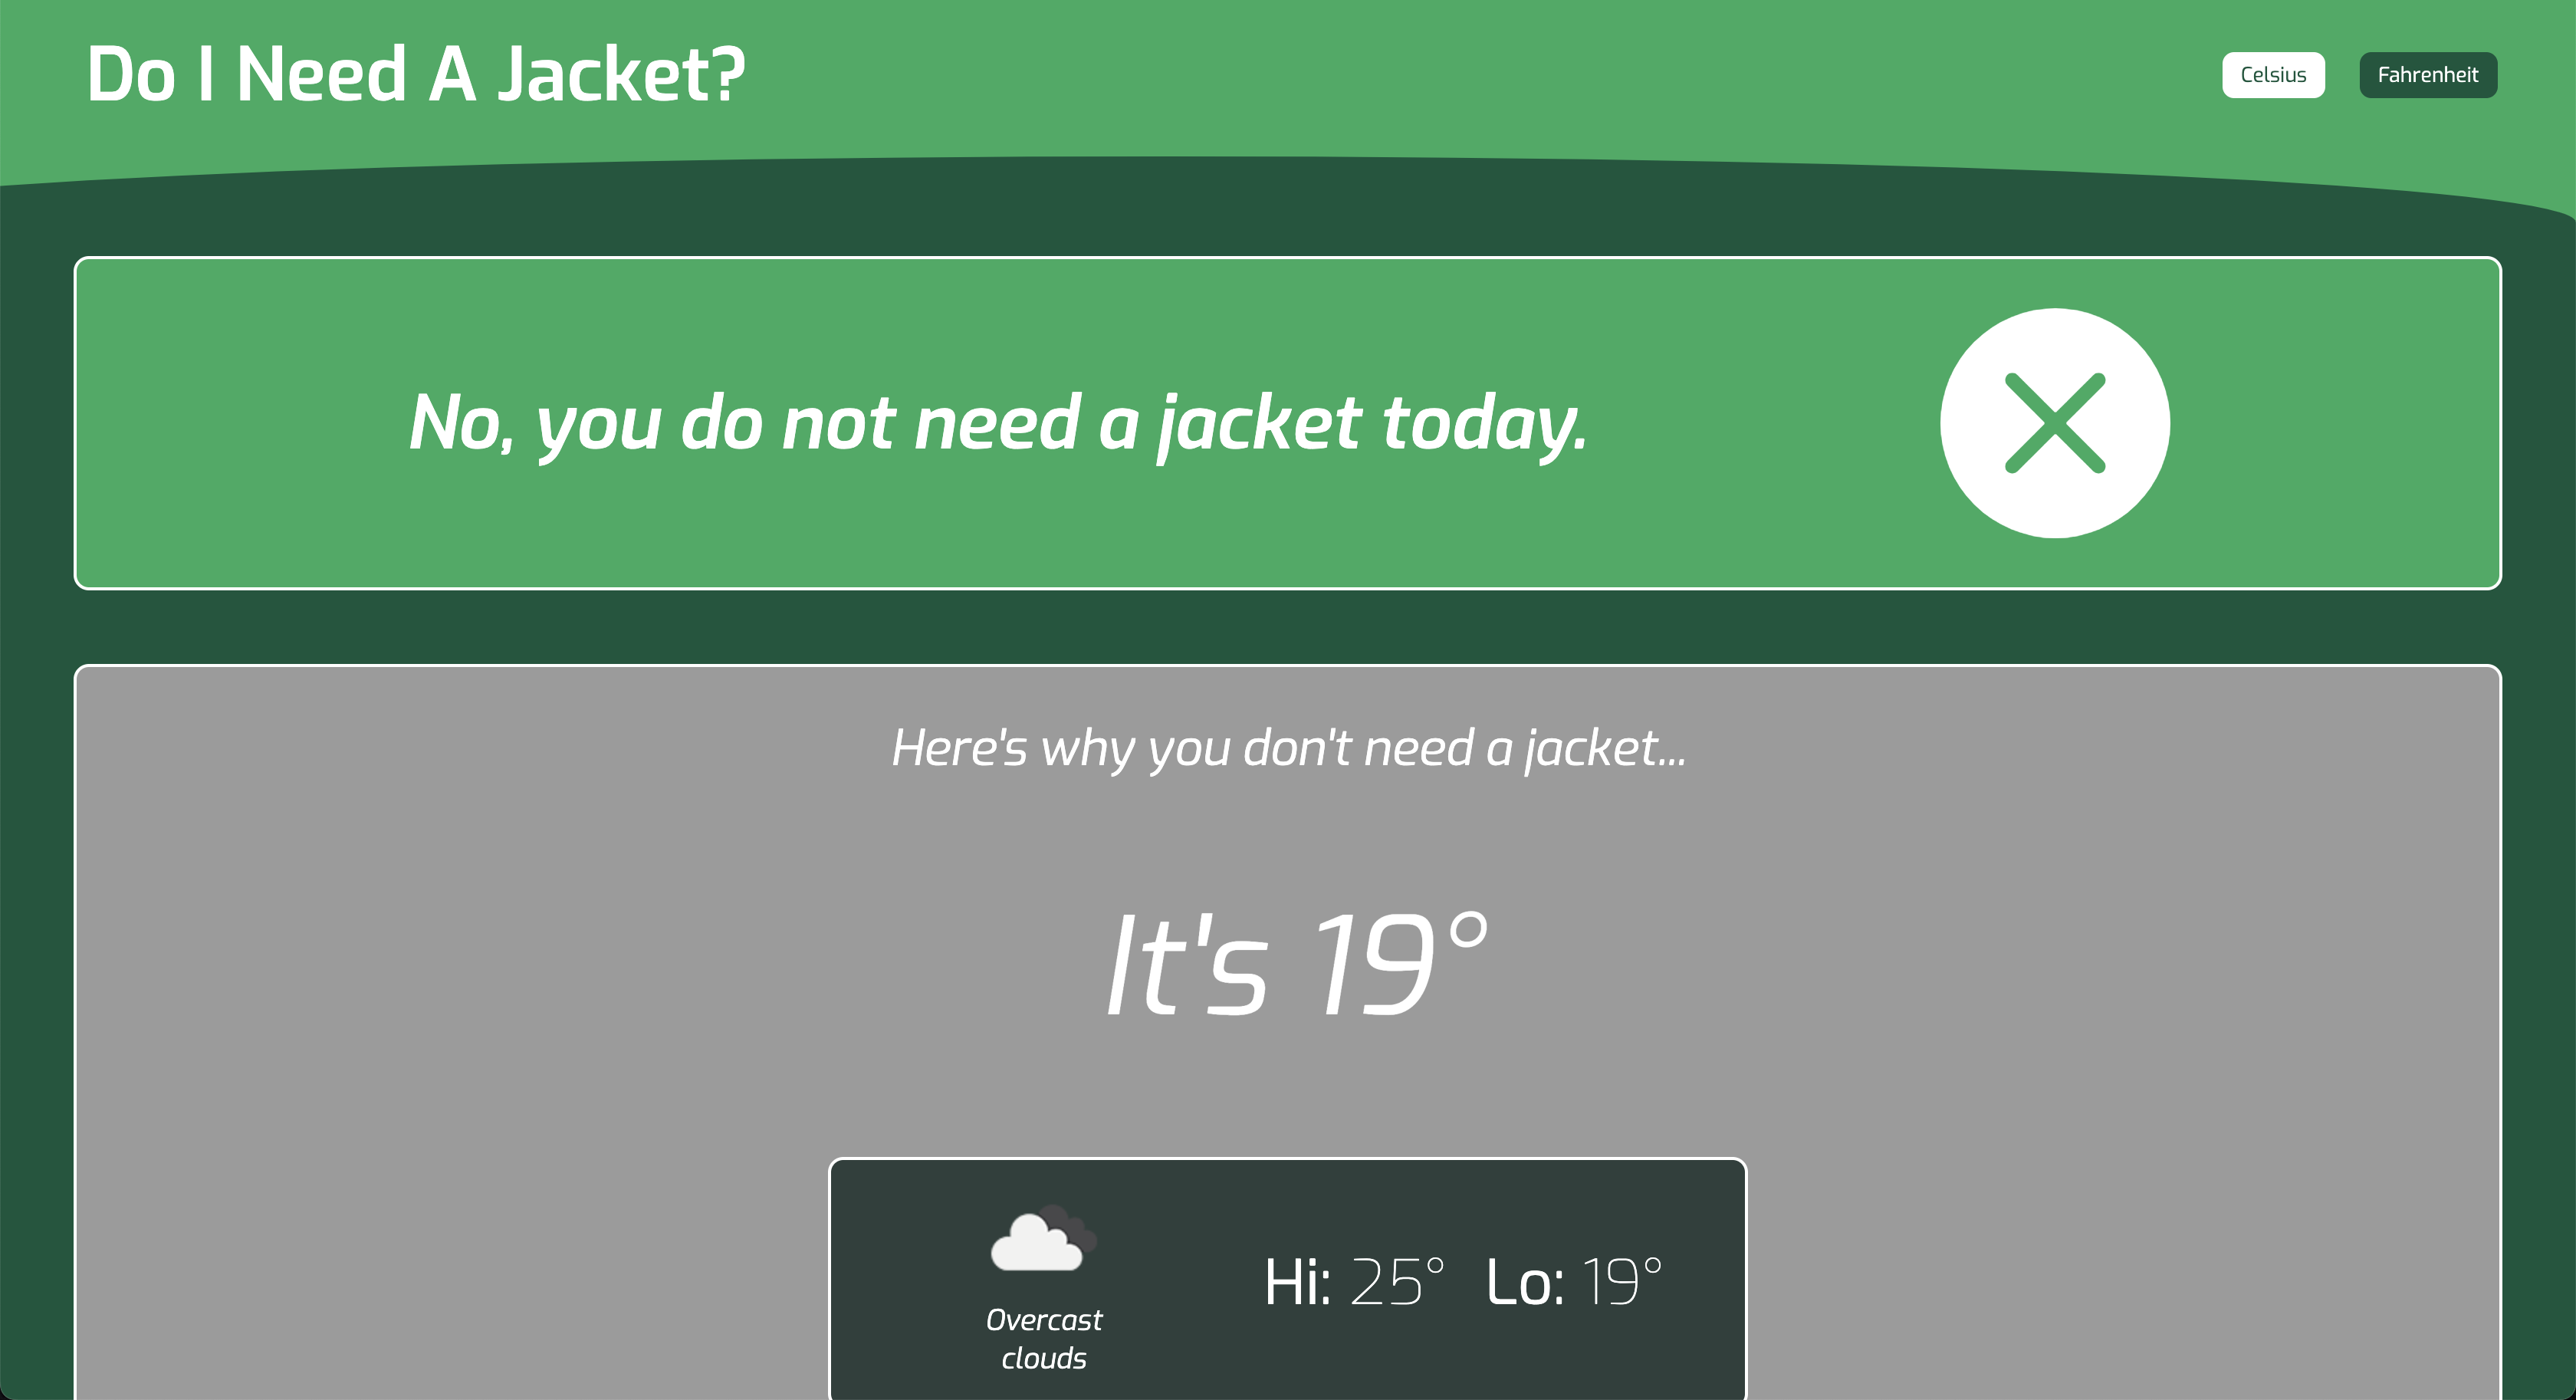 Do I Need A Jacket?
Celsius
Fahrenheit
No, you do not need a jacket today.
Here's why you don't need a jacket...
It's 19°
Overcast
clouds
Hi: 25° Lo: 19°